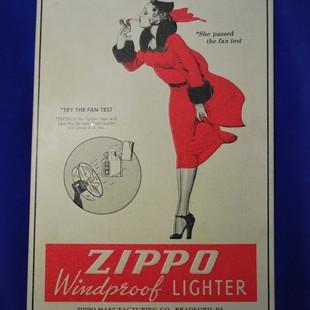 *She passed
the fan test
*TRY THE FAN TEST
ZIPPO
Windproof LIGHTER
ZIPPO MANUFACTURING CO., BRADFORD, PA.